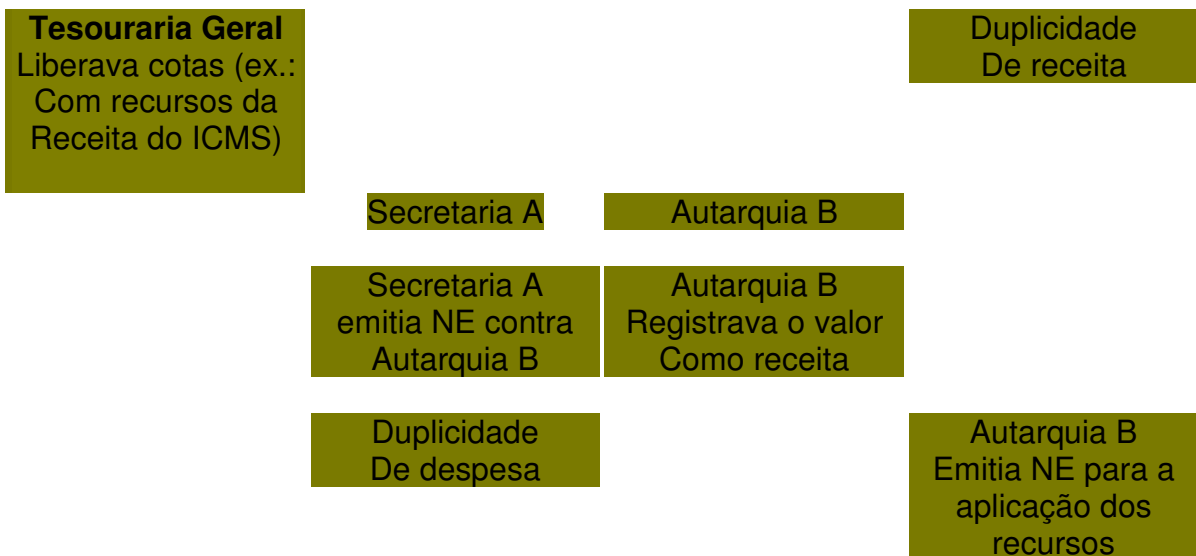 Tesouraria Geral
Liberava cotas (ex.:
Com recursos da
Receita do ICMS)
Duplicidade
De receita
Secretaria A
Autarquia B
Secretaria A
emitia NE contra
Autarquia B
Autarquia B
Registrava o valor
Como receita
Duplicidade
De despesa
Autarquia B
Emitia NE para a
aplicação dos
recursos